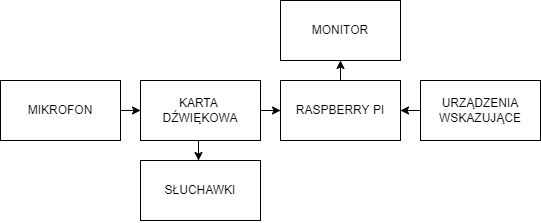 MONITOR
MIKROFON
KARTA
DŹWIĘKOWA
RASPBERRY PI
URZĄDZENIA
WSKAZUJĄCE
SŁUCHAWKI